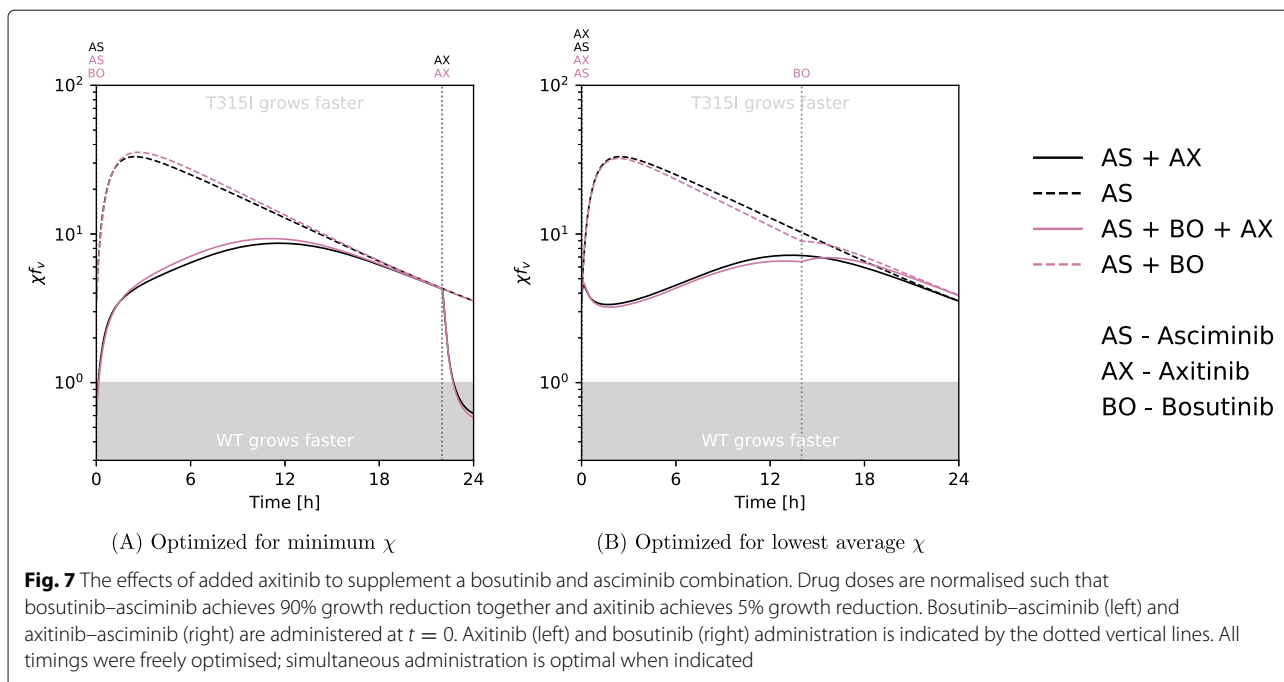 AS
AS
BO
AX
AX
AX
AS
AX
AS
BO
10² T315I grows faster
10¹
10⁰
χfᵥ
WT grows faster
0 6 12 18 24
Time [h]
(A) Optimized for minimum χ
10² T315I grows faster
10¹
10⁰
χfᵥ
WT grows faster
0 6 12 18 24
Time [h]
(B) Optimized for lowest average χ
AS + AX
AS
AS + BO + AX
AS + BO
AS - Asciminib
AX - Axitinib
BO - Bosutinib
Fig. 7 The effects of added axitinib to supplement a bosutinib and asciminib combination. Drug doses are normalised such that
bosutinib–asciminib achieves 90% growth reduction together and axitinib achieves 5% growth reduction. Bosutinib–asciminib (left) and
axitinib–asciminib (right) are administered at t = 0. Axitinib (left) and bosutinib (right) administration is indicated by the dotted vertical lines. All
timings were freely optimised; simultaneous administration is optimal when indicated